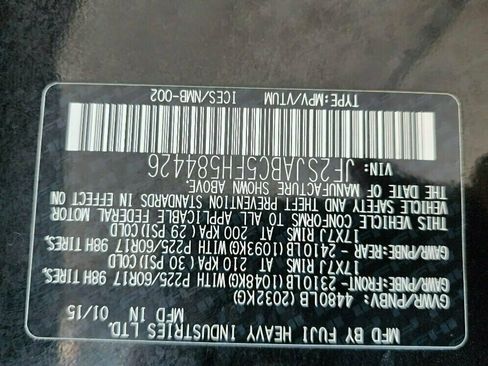 MFD BY FUJI HEAVY INDUSTRIES LTD.
MFD IN 01/15
GVWR/PNBV: 4480LB (2032KG)
GAWR/PNBE:FRONT- 2310LB(1048KG)WITH P225/60R17 98H TIRES,
17X7J RIMS AT 210 KPA(30 PSI)COLD
GAWR/PNBE:REAR- 2410LB(1093KG)WITH P225/60R17 98H TIRES,
17X7J RIMS AT 200 KPA(29 PSI)COLD
THIS VEHICLE CONFORMS TO ALL APPLICABLE FEDERAL MOTOR
VEHICLE SAFETY AND THEFT PREVENTION STANDARDS IN EFFECT ON
THE DATE OF MANUFACTURE SHOWN ABOVE.
VIN: JF2SJABC5FH584426
TYPE:MPV/VTUM ICES/NMB-002